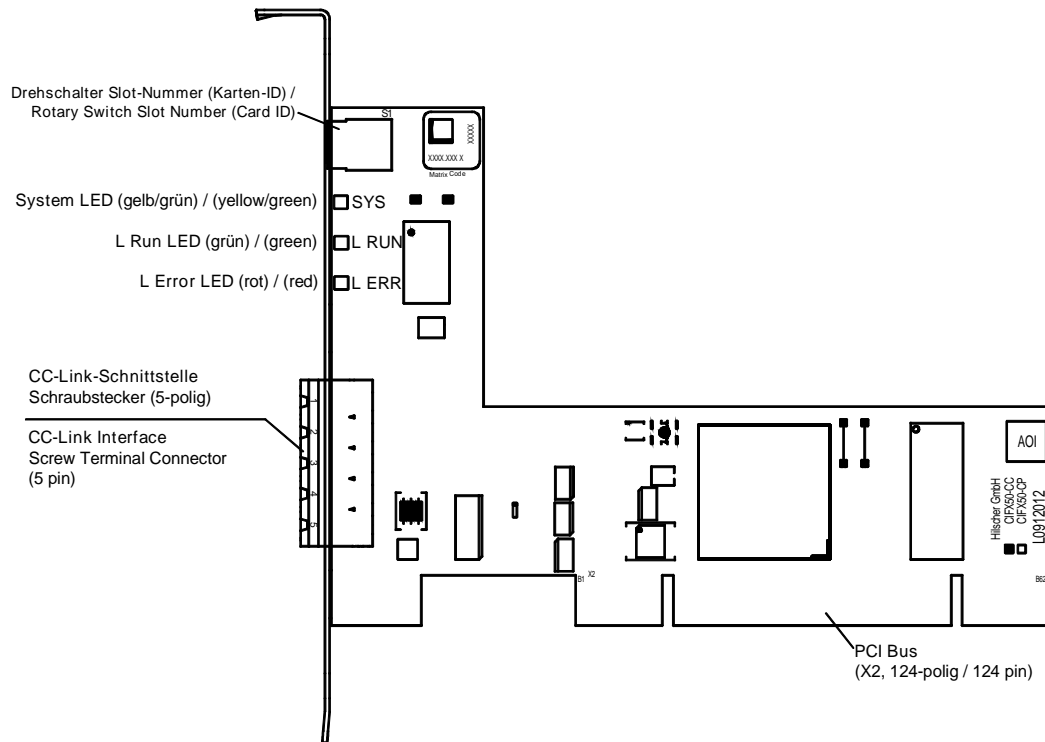 Drehschalter Slot-Nummer (Karten-ID) /
Rotary Switch Slot Number (Card ID)
S1
XXXXX
XXXX.XXX X
Matrix Code
System LED (gelb/grün) / (yellow/green)
SYS
L Run LED (grün) / (green)
L RUN
L Error LED (rot) / (red)
L ERR
CC-Link-Schnittstelle
Schraubstecker (5-polig)
CC-Link Interface
Screw Terminal Connector
(5 pin)
1
2
3
4
5
AOI
Hilscher GmbH
CIFX50-CC
CIFX50-CP
L0912012
B1
X2
B62
PCI Bus
(X2, 124-polig / 124 pin)